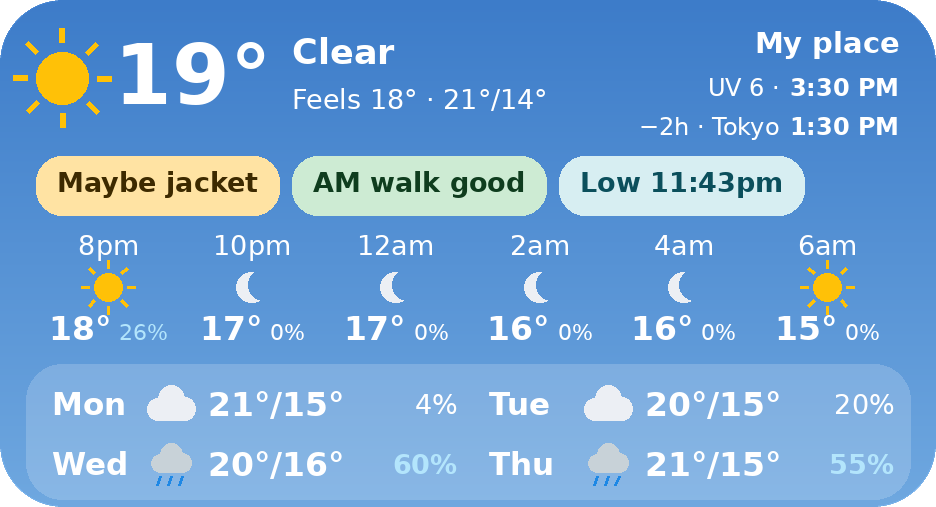 19° Clear My place
Feels 18° · 21°/14° UV 6 · 3:30 PM
−2h · Tokyo 1:30 PM
Maybe jacket AM walk good Low 11:43pm
8pm 10pm 12am 2am 4am 6am
18° 26% 17° 0% 17° 0% 16° 0% 16° 0% 15° 0%
Mon 21°/15° 4% Tue 20°/15° 20%
Wed 20°/16° 60% Thu 21°/15° 55%